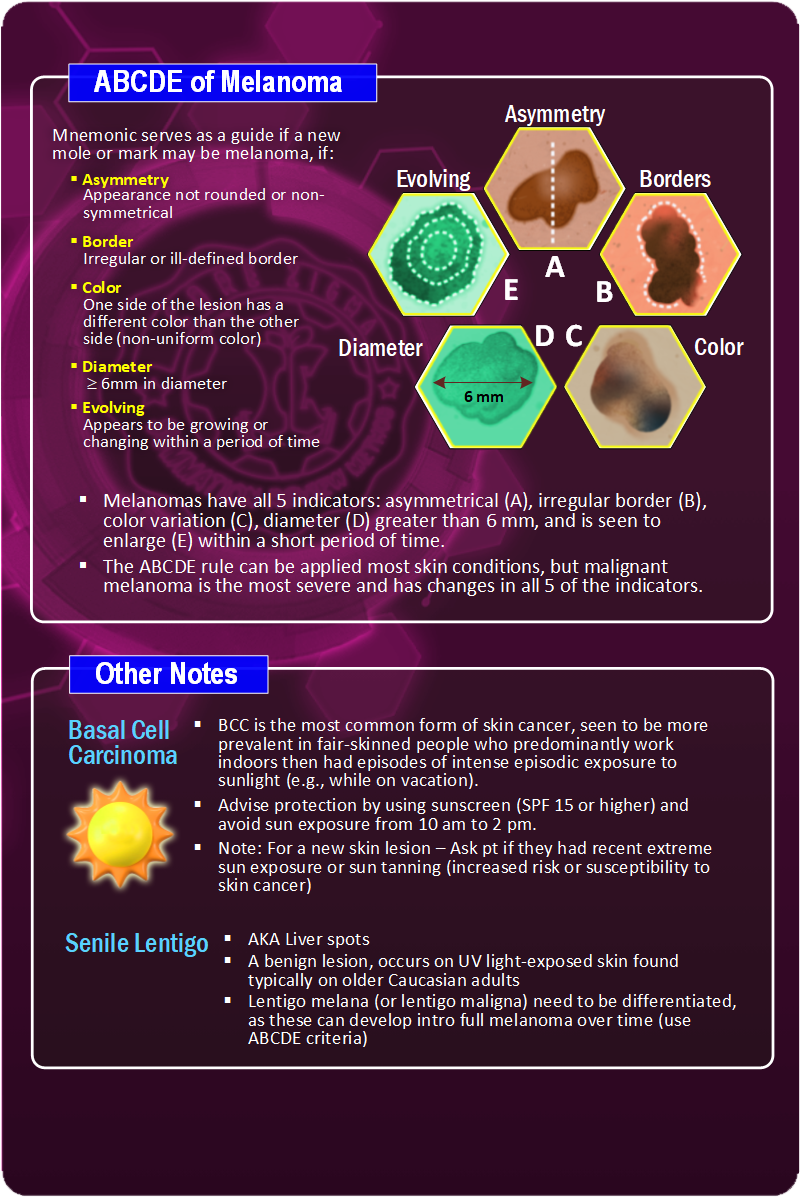 ABCDE of Melanoma
Mnemonic serves as a guide if a new
mole or mark may be melanoma, if:
▪ Asymmetry
Appearance not rounded or non-
symmetrical
▪ Border
Irregular or ill-defined border
▪ Color
One side of the lesion has a
different color than the other
side (non-uniform color)
▪ Diameter
≥ 6mm in diameter
▪ Evolving
Appears to be growing or
changing within a period of time
Asymmetry
Evolving
Borders
A
E
B
Diameter
D
C
Color
6 mm
▪ Melanomas have all 5 indicators: asymmetrical (A), irregular border (B),
color variation (C), diameter (D) greater than 6 mm, and is seen to
enlarge (E) within a short period of time.
▪ The ABCDE rule can be applied most skin conditions, but malignant
melanoma is the most severe and has changes in all 5 of the indicators.
Other Notes
Basal Cell
Carcinoma
▪ BCC is the most common form of skin cancer, seen to be more
prevalent in fair-skinned people who predominantly work
indoors then had episodes of intense episodic exposure to
sunlight (e.g., while on vacation).
▪ Advise protection by using sunscreen (SPF 15 or higher) and
avoid sun exposure from 10 am to 2 pm.
▪ Note: For a new skin lesion – Ask pt if they had recent extreme
sun exposure or sun tanning (increased risk or susceptibility to
skin cancer)
Senile Lentigo
▪ AKA Liver spots
▪ A benign lesion, occurs on UV light-exposed skin found
typically on older Caucasian adults
▪ Lentigo melana (or lentigo maligna) need to be differentiated,
as these can develop intro full melanoma over time (use
ABCDE criteria)